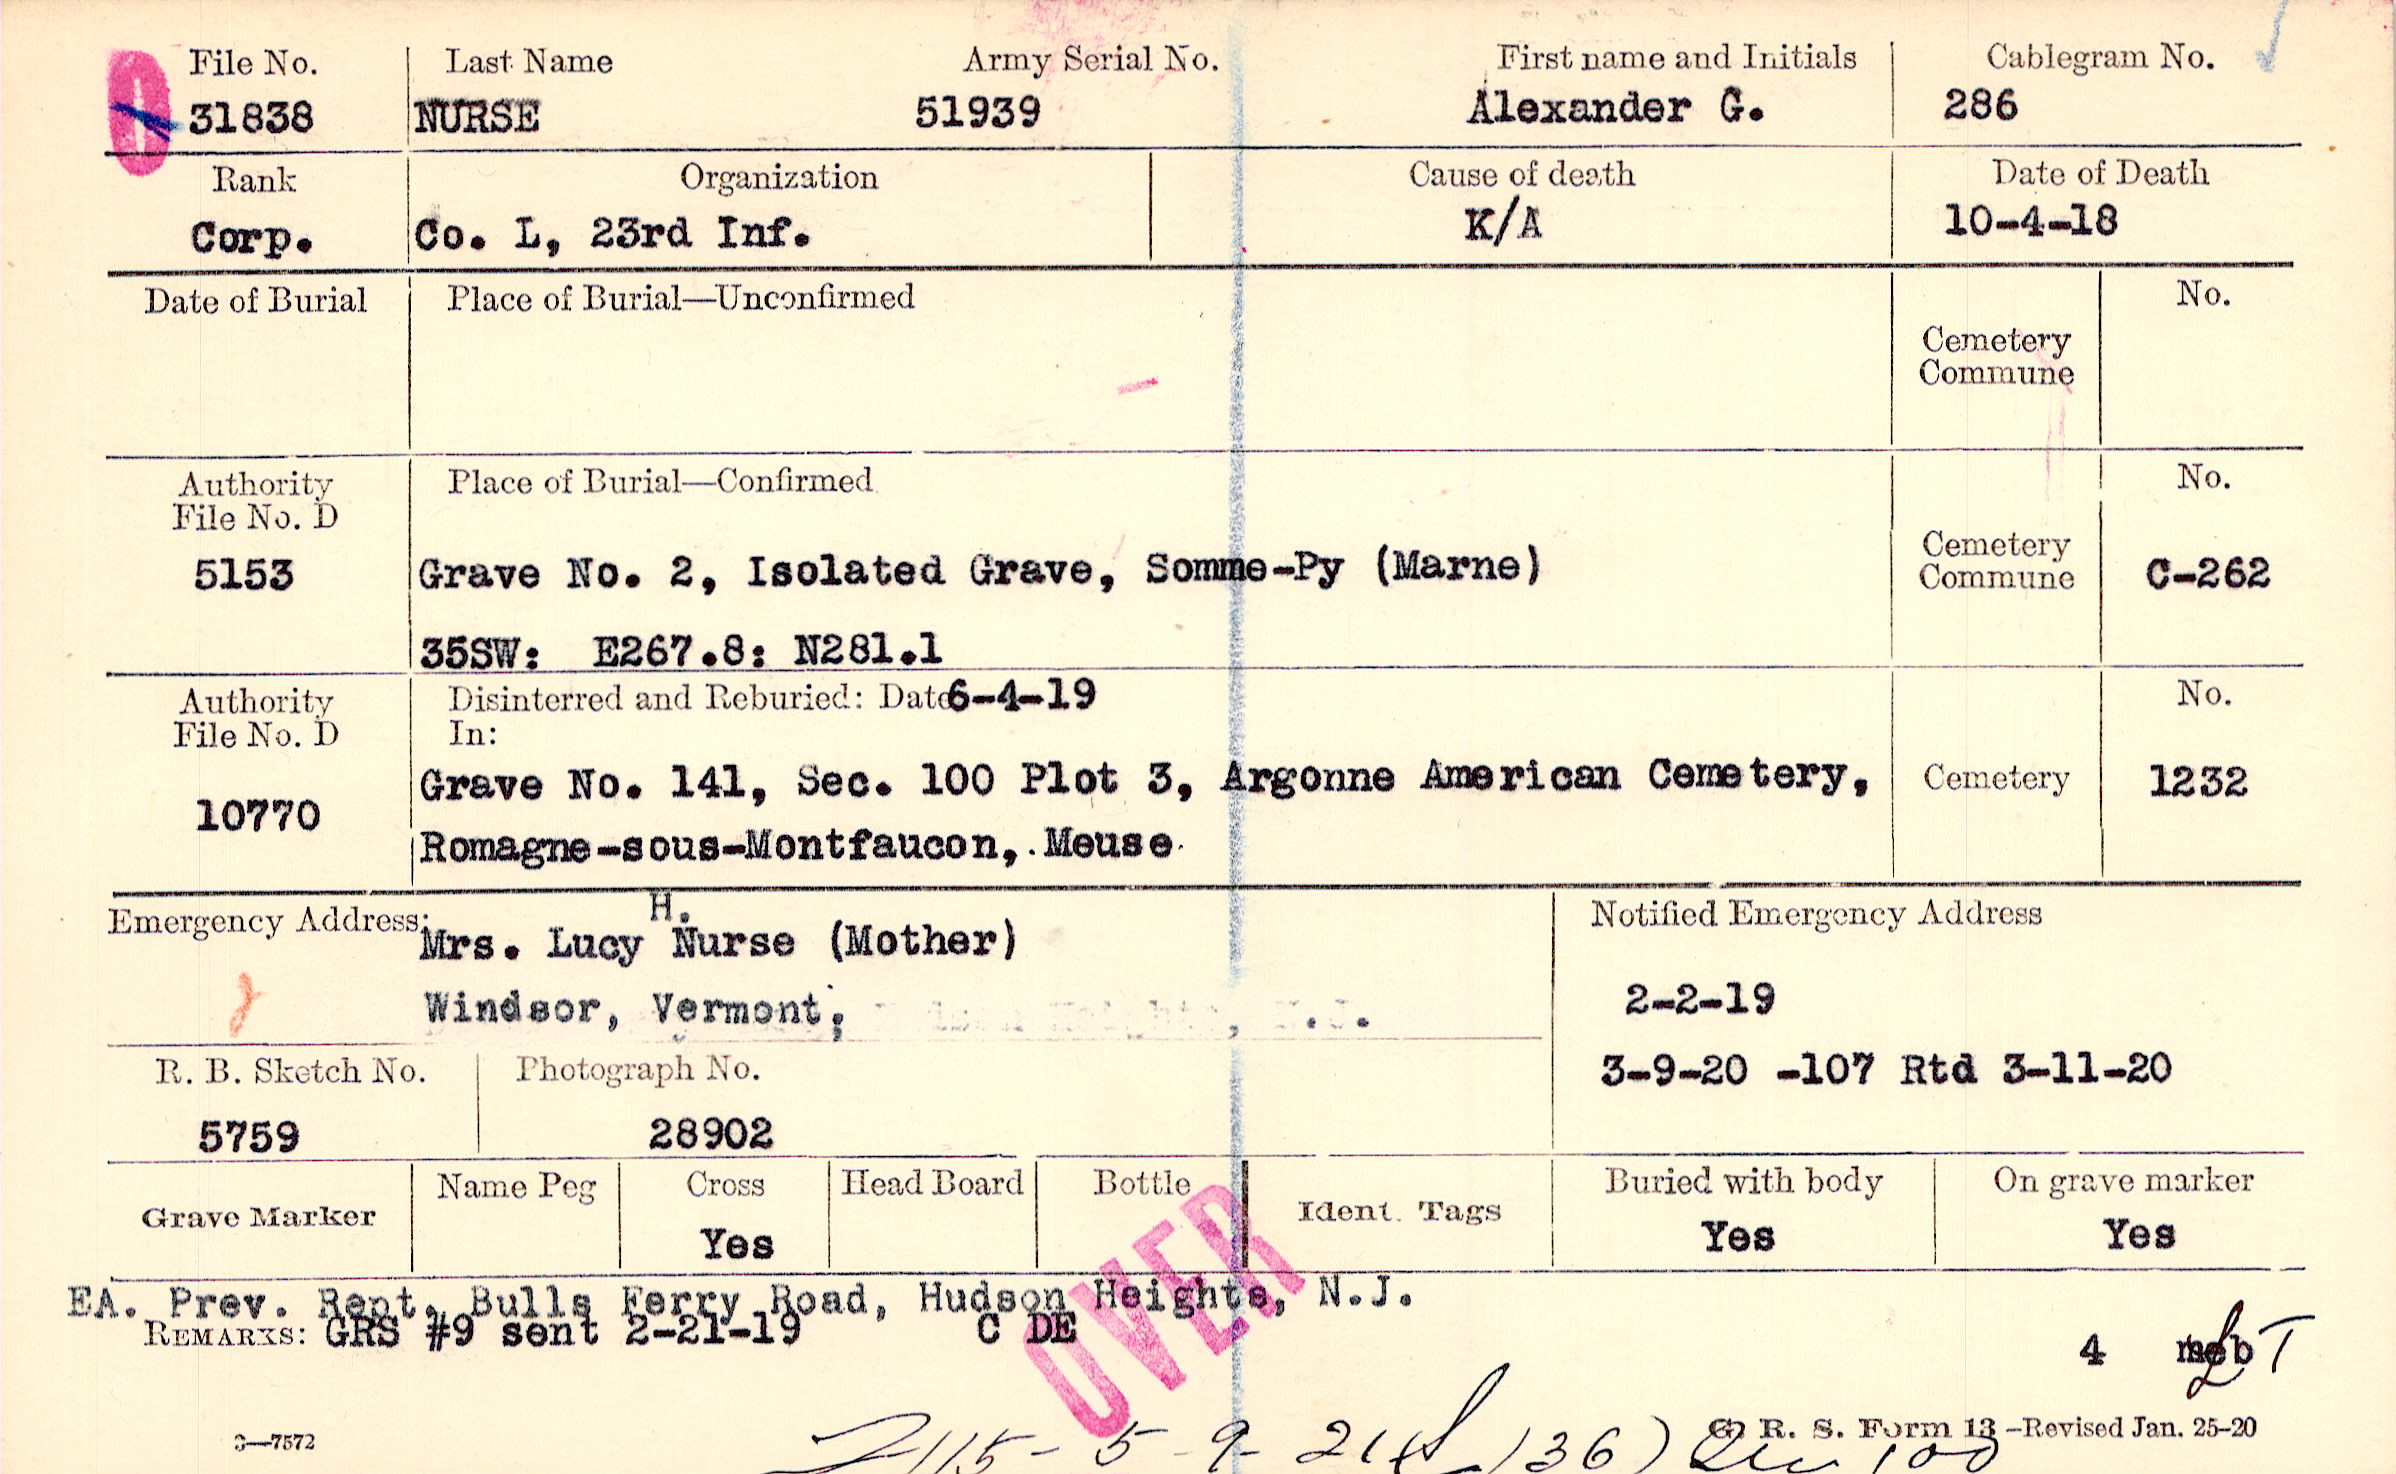 File No. Last Name Army Serial No. First name and Initials Cablegram No.
31838 NURSE 51939 Alexander G. 286
Rank Organization Cause of death Date of Death
Corp. Co. L, 23rd Inf. K/A 10-4-18
Date of Burial Place of Burial—Unconfirmed No.
Cemetery
Commune
Authority Place of Burial—Confirmed No.
File No. D
Cemetery
5153 Grave No. 2, Isolated Grave, Somme-Py (Marne) Commune C-262
35SW: E267.8: N281.1
Authority Disinterred and Reburied: Date 6-4-19 No.
File No. D In:
Grave No. 141, Sec. 100 Plot 3, Argonne American Cemetery, Cemetery 1232
10770
Romagne-sous-Montfaucon, Meuse
H.
Emergency Address: Mrs. Lucy Nurse (Mother) Notified Emergency Address
Windsor, Vermont; 2-2-19
R. B. Sketch No. Photograph No. 3-9-20 -107 Rtd 3-11-20
5759 28902
Grave Marker Name Peg Cross Head Board Bottle Ident. Tags Buried with body On grave marker
Yes Yes Yes
EA. Prev. Rept. Bulls Ferry Road, Hudson Heights, N.J.
REMARKS: GRS #9 sent 2-21-19 C DE
OVER
4
3—7572 G. R. S. Form 13—Revised Jan. 25-20
115- 5-9-21 136) 100